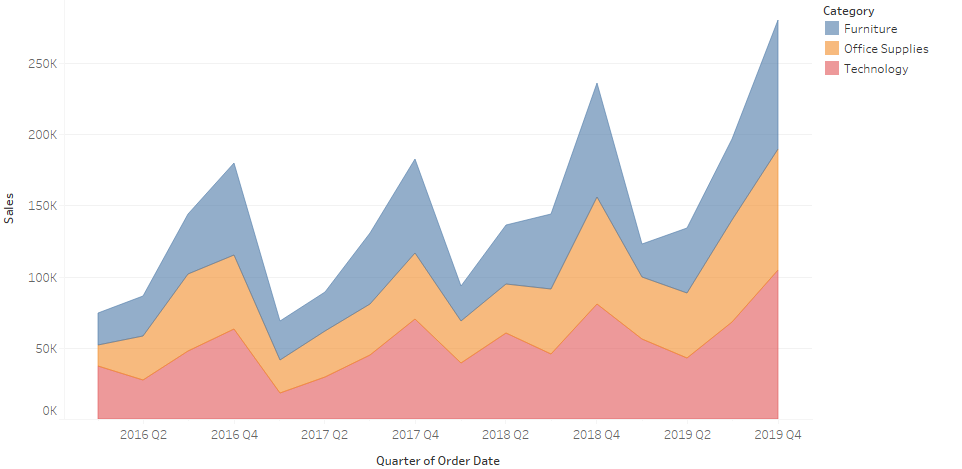 Category
Furniture
Office Supplies
Technology
250K
200K
150K
100K
50K
0K
Sales
2016 Q2 2016 Q4 2017 Q2 2017 Q4 2018 Q2 2018 Q4 2019 Q2 2019 Q4
Quarter of Order Date